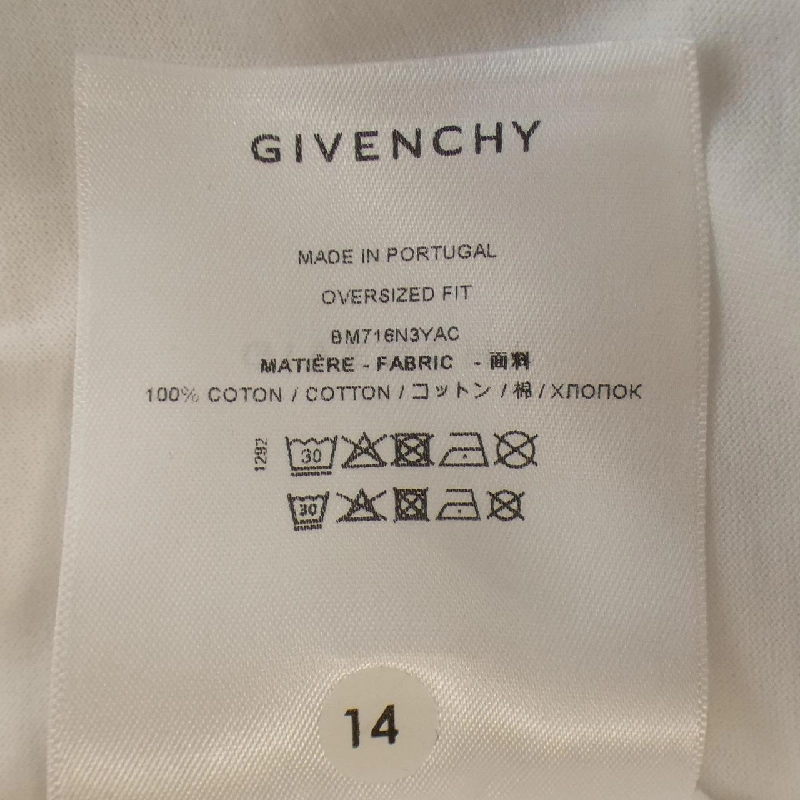 GIVENCHY
MADE IN PORTUGAL
OVERSIZED FIT
BM716N3YAC
MATIÈRE - FABRIC - 面料
100% COTON / COTTON / コットン / 棉 / ХЛОПОК
1292
30
30
14